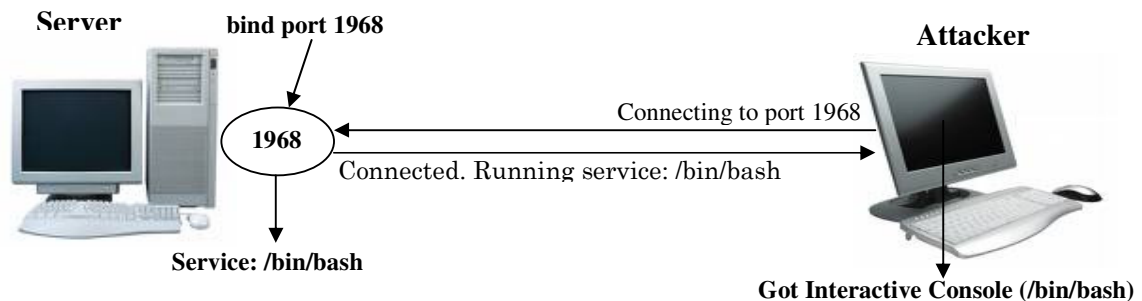 Server
bind port 1968
Attacker
Connecting to port 1968
1968
Connected. Running service: /bin/bash
Service: /bin/bash
Got Interactive Console (/bin/bash)